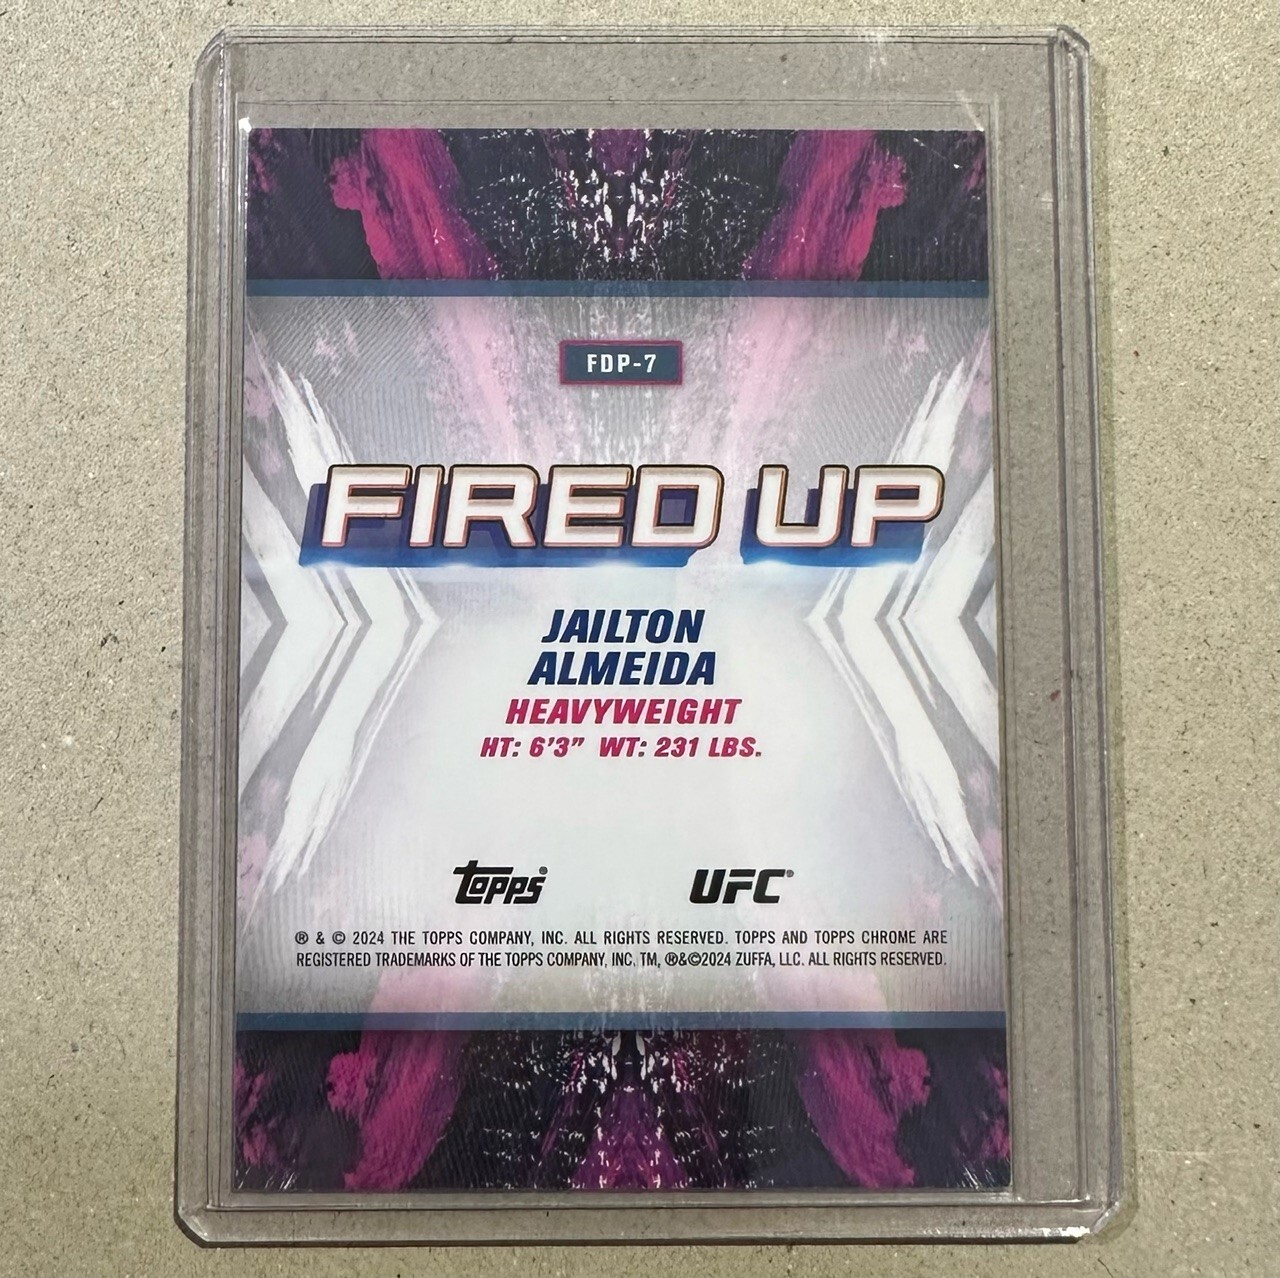 FDP-7
FIRED UP
JAILTON
ALMEIDA
HEAVYWEIGHT
HT: 6'3" WT: 231 LBS.
topps® UFC®
® & © 2024 THE TOPPS COMPANY, INC. ALL RIGHTS RESERVED. TOPPS AND TOPPS CHROME ARE
REGISTERED TRADEMARKS OF THE TOPPS COMPANY, INC. TM, ®&©2024 ZUFFA, LLC. ALL RIGHTS RESERVED.